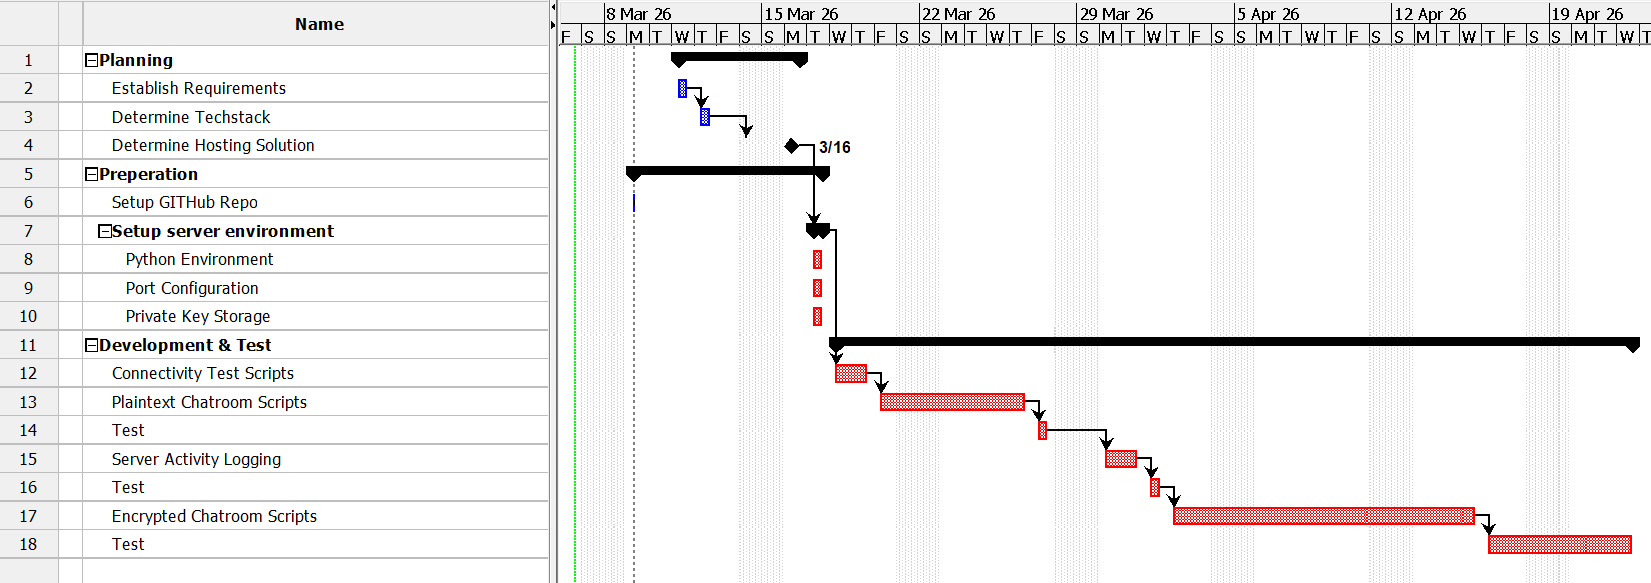 Name
8 Mar 26 15 Mar 26 22 Mar 26 29 Mar 26 5 Apr 26 12 Apr 26 19 Apr 26
F S S M T W T F S S M T W T F S S M T W T F S S M T W T F S S M T W T F S S M T W T F S S M T W T
1 Planning
2 Establish Requirements
3 Determine Techstack
4 Determine Hosting Solution 3/16
5 Preperation
6 Setup GITHub Repo
7 Setup server environment
8 Python Environment
9 Port Configuration
10 Private Key Storage
11 Development & Test
12 Connectivity Test Scripts
13 Plaintext Chatroom Scripts
14 Test
15 Server Activity Logging
16 Test
17 Encrypted Chatroom Scripts
18 Test